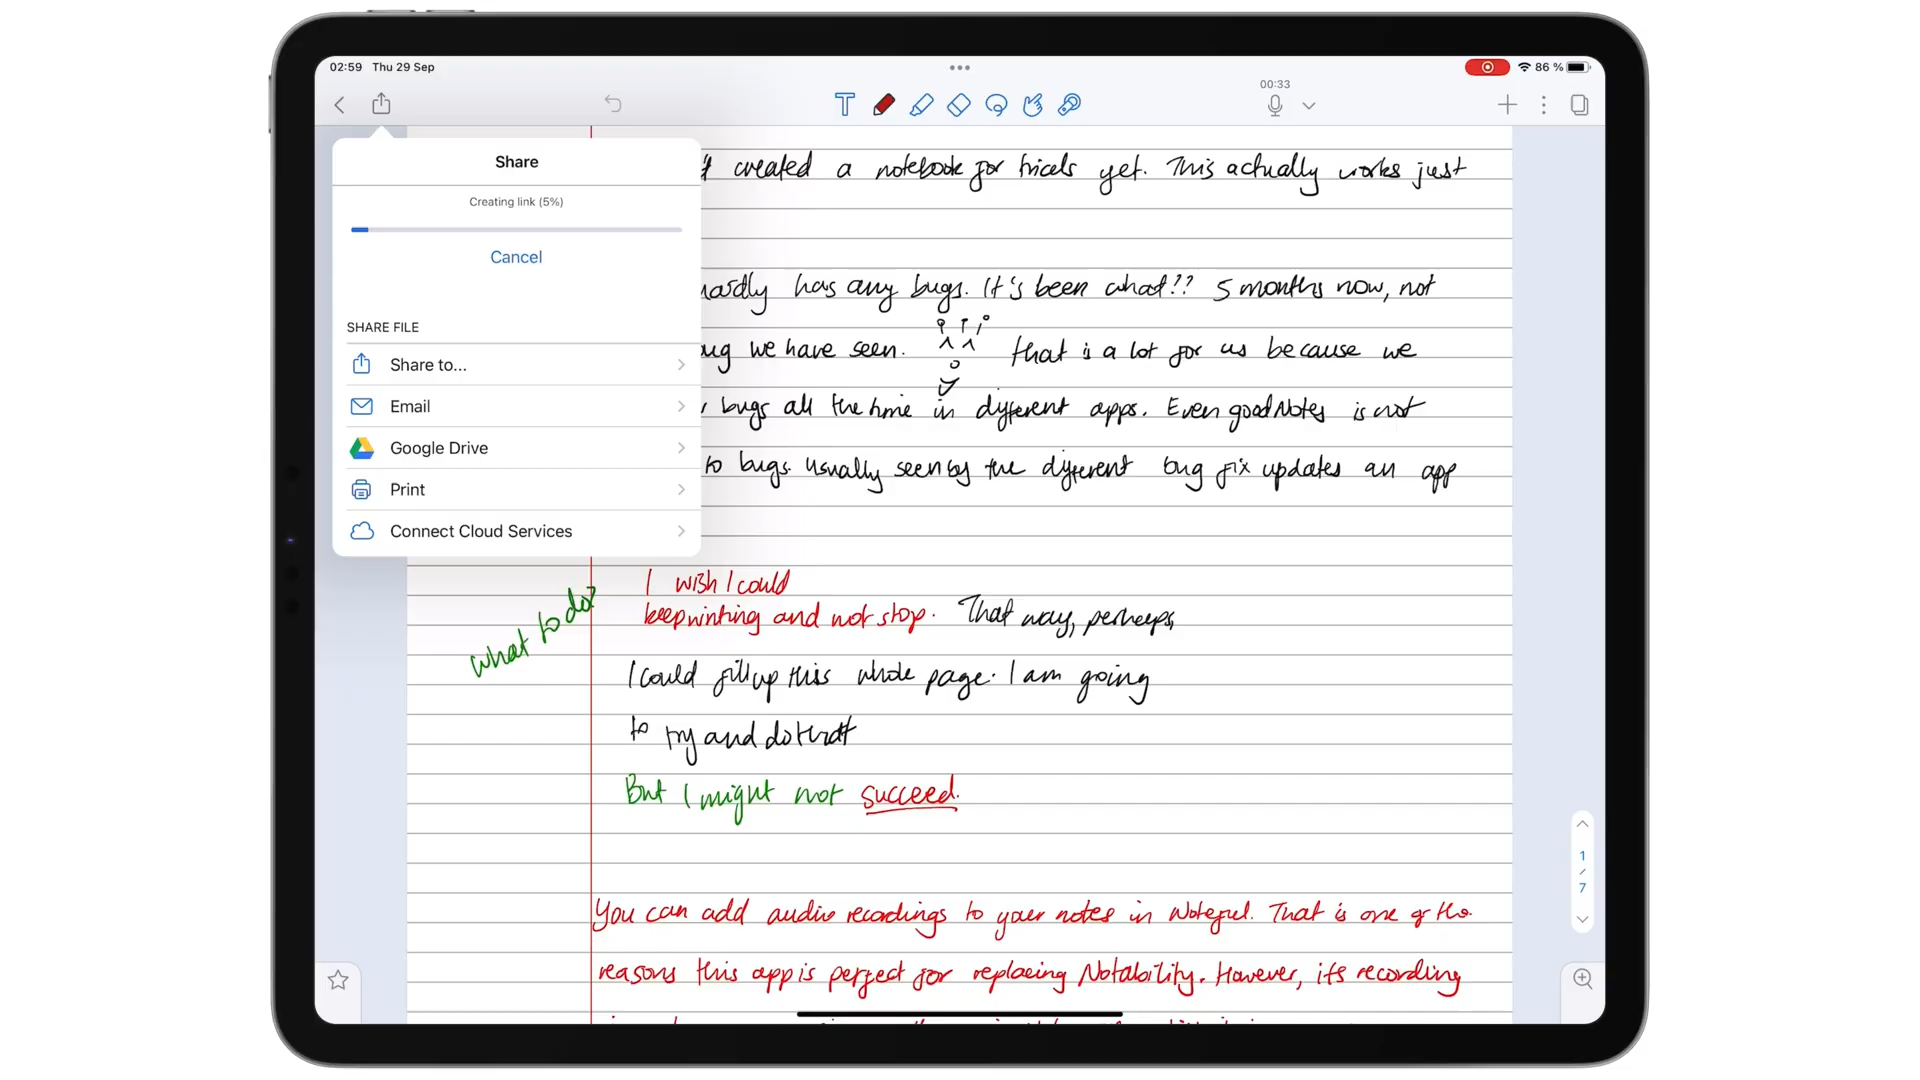 02:59 Thu 29 Sep
86 %
00:33
Share
Creating link (5%)
Cancel
SHARE FILE
Share to...
Email
Google Drive
Print
Connect Cloud Services
created a notebook for trials yet. This actually works just
hardly has any bugs. It's been what?? 5 months now, not
bug we have seen. that is a lot for us because we
bugs all the time in different apps. Even goodNotes is not
to bugs. Usually seen by the different bug fix updates an app
what to do?
I wish I could
keep writing and not stop. That way, perhaps,
I could fill up this whole page. I am going
to try and do that
But I might not succeed.
You can add audio recordings to your notes in Noteful. That is one of the
reasons this app is perfect for replacing Notability. However, its recording
1
/
7